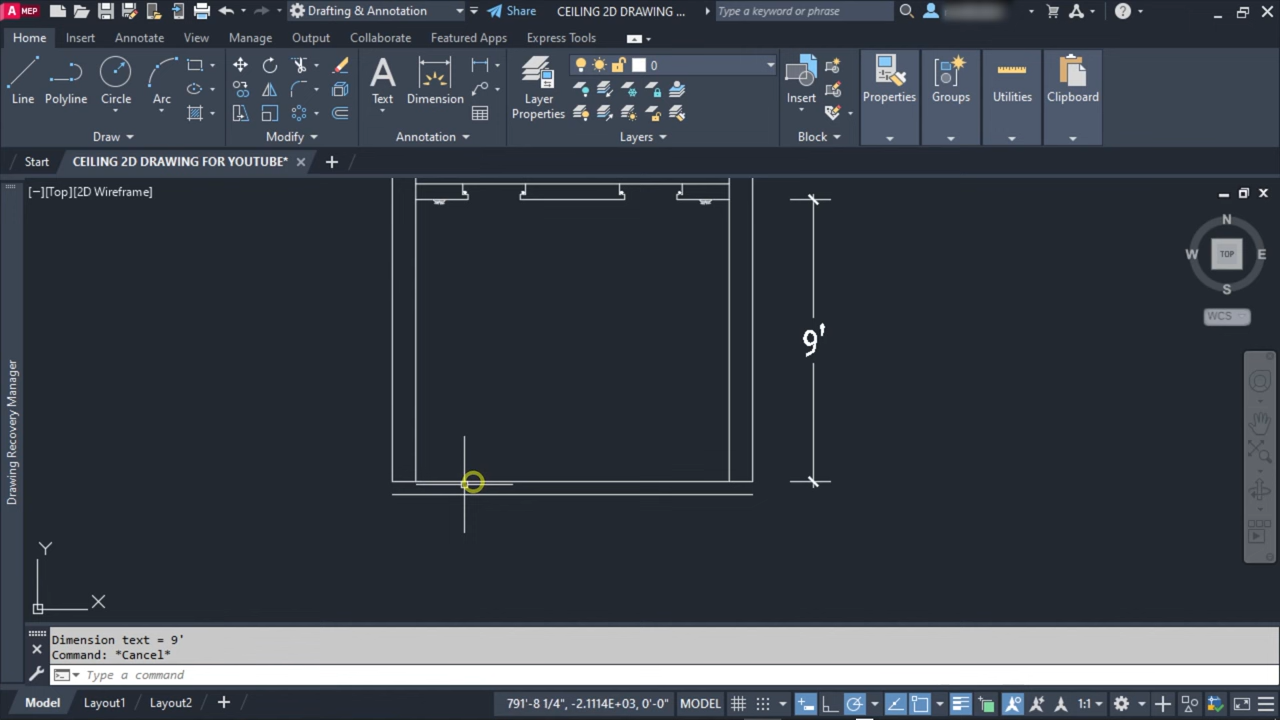 MEP
Drafting & Annotation
Share
CEILING 2D DRAWING ...
Type a keyword or phrase
Home
Insert
Annotate
View
Manage
Output
Collaborate
Featured Apps
Express Tools
Line
Polyline
Circle
Arc
Text
Dimension
Layer
Properties
0
Insert
Properties
Groups
Utilities
Clipboard
Draw
Modify
Annotation
Layers
Block
Start
CEILING 2D DRAWING FOR YOUTUBE*
[−][Top][2D Wireframe]
N
W
TOP
E
S
WCS
9'
Drawing Recovery Manager
Y
X
Dimension text = 9'
Command: *Cancel*
Type a command
Model
Layout1
Layout2
791'-8 1/4", -2.1114E+03, 0'-0"
MODEL
1:1